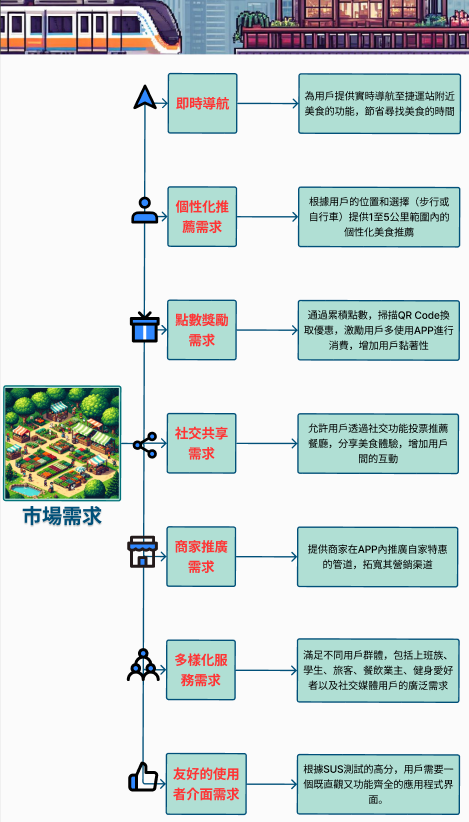 即時導航
為用戶提供實時導航至捷運站附近
美食的功能，節省尋找美食的時間
個性化推
薦需求
根據用戶的位置和選擇（步行或
自行車）提供1至5公里範圍內的
個性化美食推薦
點數獎勵
需求
通過累積點數，掃描QR Code換
取優惠，激勵用戶多使用APP進行
消費，增加用戶黏著性
市場需求
社交共享
需求
允許用戶透過社交功能投票推薦
餐廳，分享美食體驗，增加用戶
間的互動
商家推廣
需求
提供商家在APP內推廣自家特惠
的管道，拓寬其營銷渠道
多樣化服
務需求
滿足不同用戶群體，包括上班族、
學生、旅客、餐飲業主、健身愛好
者以及社交媒體用戶的廣泛需求
友好的使用
者介面需求
根據SUS測試的高分，用戶需要一
個既直觀又功能齊全的應用程式界
面。